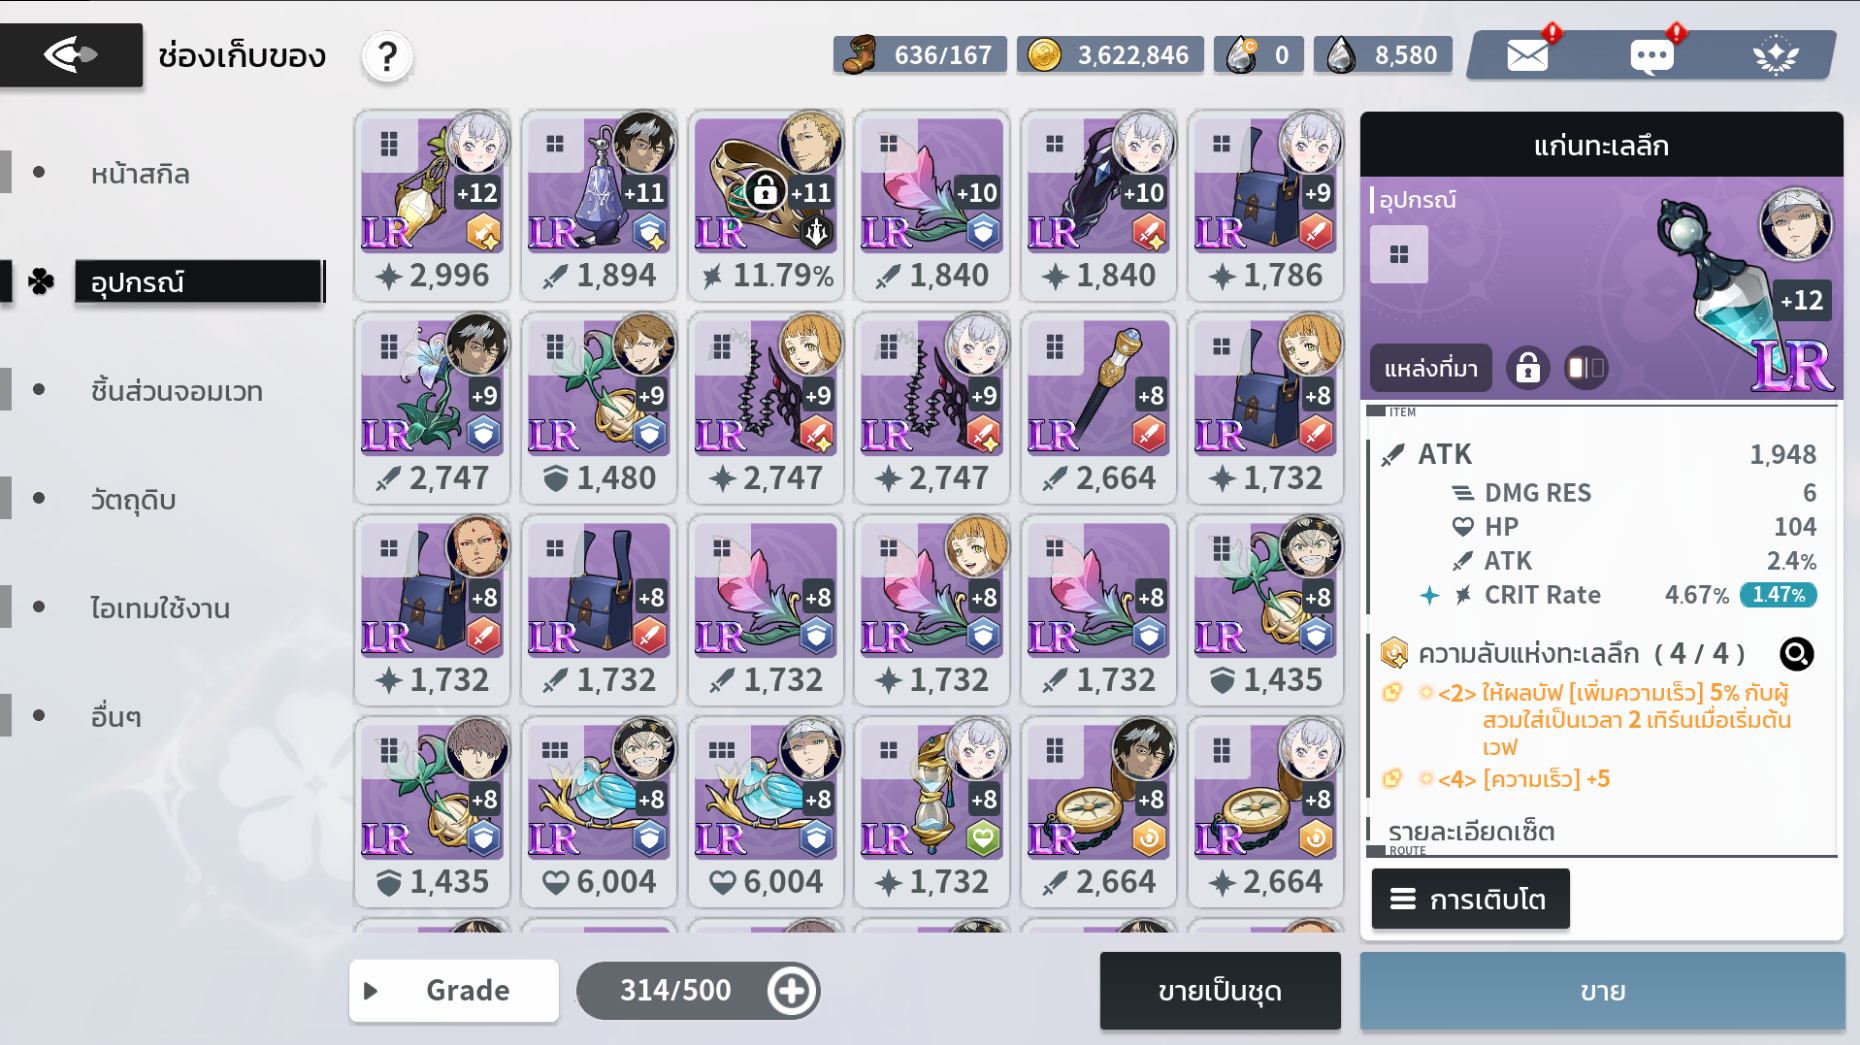 ช่องเก็บของ
?
636/167
3,622,846
0
8,580
หน้าสกิล
อุปกรณ์
ชิ้นส่วนจอมเวท
วัตถุดิบ
ไอเทมใช้งาน
อื่นๆ
+12 LR 2,996
+11 LR 1,894
+11 LR 11.79%
+10 LR 1,840
+10 LR 1,840
+9 LR 1,786
+9 LR 2,747
+9 LR 1,480
+9 LR 2,747
+9 LR 2,747
+8 LR 2,664
+8 LR 1,732
+8 LR 1,732
+8 LR 1,732
+8 LR 1,732
+8 LR 1,732
+8 LR 1,732
+8 LR 1,435
+8 LR 1,435
+8 LR 6,004
+8 LR 6,004
+8 LR 1,732
+8 LR 2,664
+8 LR 2,664
Grade
314/500
ขายเป็นชุด
แก่นทะเลลึก
อุปกรณ์
+12
LR
แหล่งที่มา
ITEM
ATK 1,948
DMG RES 6
HP 104
ATK 2.4%
CRIT Rate 4.67% 1.47%
ความลับแห่งทะเลลึก ( 4 / 4 )
<2> ให้ผลบัฟ [เพิ่มความเร็ว] 5% กับผู้
สวมใส่เป็นเวลา 2 เทิร์นเมื่อเริ่มต้น
เวฟ
<4> [ความเร็ว] +5
รายละเอียดเซ็ต
ROUTE
การเติบโต
ขาย